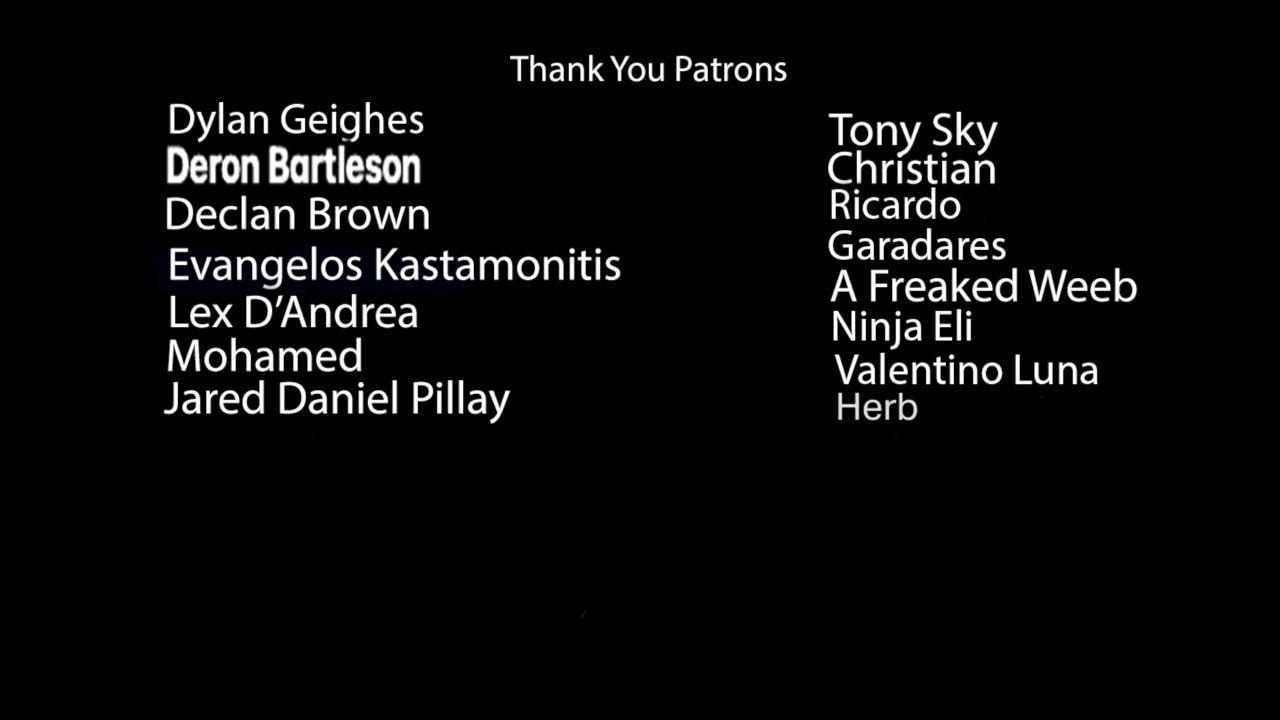 Thank You Patrons
Dylan Geighes
Deron Bartleson
Declan Brown
Evangelos Kastamonitis
Lex D’Andrea
Mohamed
Jared Daniel Pillay
Tony Sky
Christian
Ricardo
Garadares
A Freaked Weeb
Ninja Eli
Valentino Luna
Herb